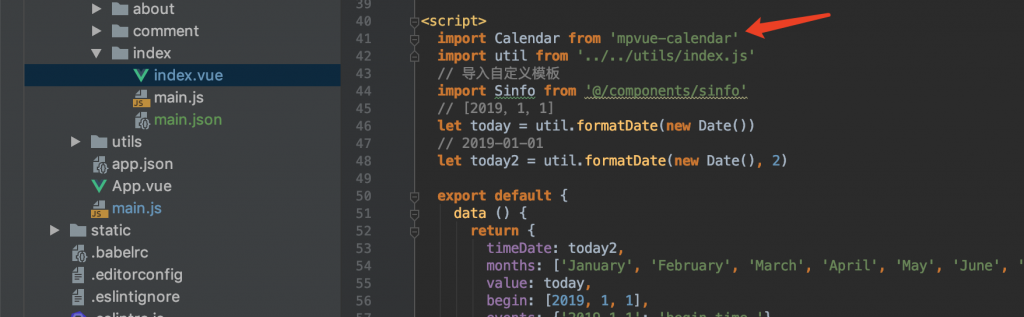 about
comment
index
index.vue
main.js
main.json
utils
app.json
App.vue
main.js
static
.babelrc
.editorconfig
.eslintignore
39
40 <script>
41 import Calendar from 'mpvue-calendar'
42 import util from '../../utils/index.js'
43 // 导入自定义模板
44 import Sinfo from '@/components/sinfo'
45 // [2019, 1, 1]
46 let today = util.formatDate(new Date())
47 // 2019-01-01
48 let today2 = util.formatDate(new Date(), 2)
50 export default {
51 data () {
52 return {
53 timeDate: today2,
54 months: ['January', 'February', 'March', 'April', 'May', 'June', '
55 value: today,
56 begin: [2019, 1, 1],